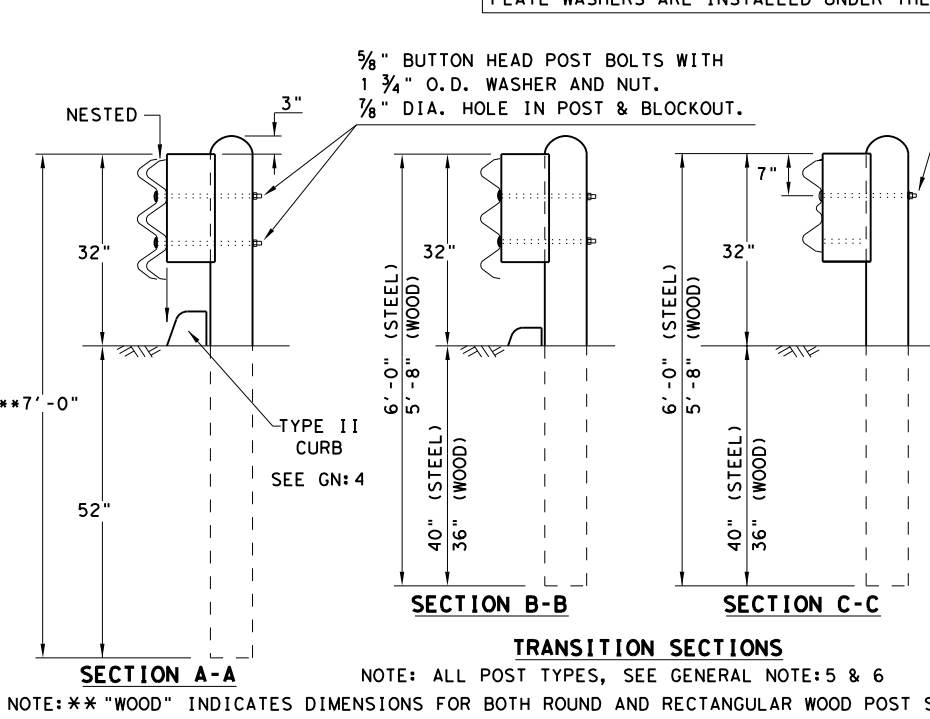 PLATE WASHERS ARE INSTALLED UNDER THE
⅝" BUTTON HEAD POST BOLTS WITH
1 ¾" O.D. WASHER AND NUT.
⅞" DIA. HOLE IN POST & BLOCKOUT.
NESTED
3"
32"
**7'-0"
52"
TYPE II
CURB
SEE GN:4
SECTION A-A
32"
6'-0" (STEEL)
5'-8" (WOOD)
40" (STEEL)
36" (WOOD)
SECTION B-B
7"
32"
6'-0" (STEEL)
5'-8" (WOOD)
40" (STEEL)
36" (WOOD)
SECTION C-C
TRANSITION SECTIONS
NOTE: ALL POST TYPES, SEE GENERAL NOTE:5 & 6
NOTE:** "WOOD" INDICATES DIMENSIONS FOR BOTH ROUND AND RECTANGULAR WOOD POST S